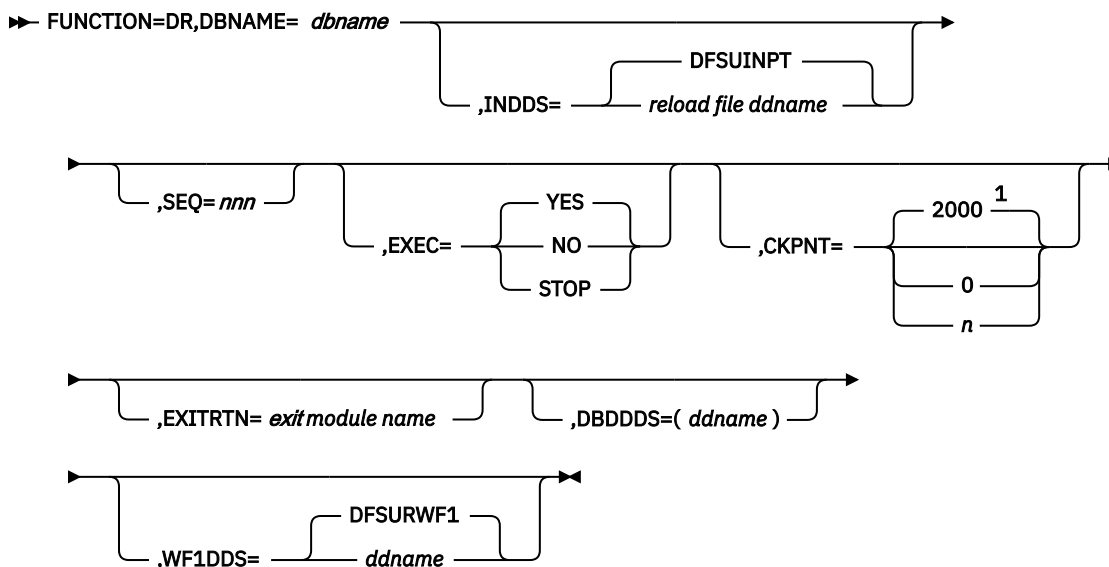 FUNCTION=DR,DBNAME= dbname
,INDDS=
DFSUINPT
reload file ddname
,SEQ= nnn
,EXEC=
YES
NO
STOP
,CKPNT=
2000 1
0
n
,EXITRTN= exit module name
,DBDDDS=( ddname )
,WF1DDS=
DFSURWF1
ddname